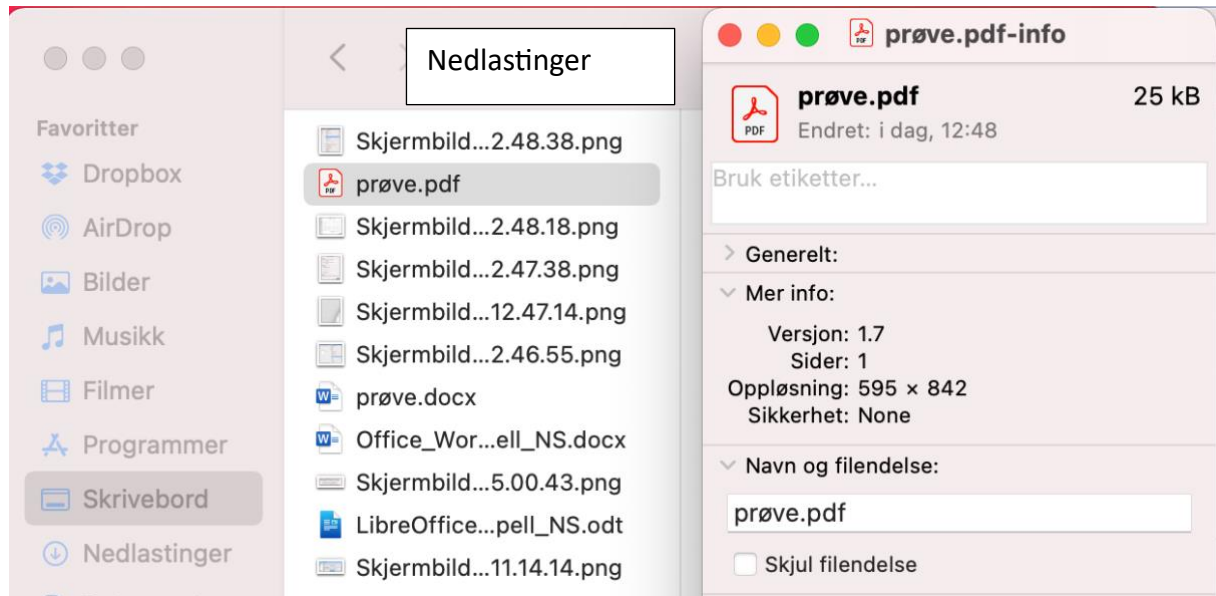 Nedlastinger
Favoritter
Dropbox
AirDrop
Bilder
Musikk
Filmer
Programmer
Skrivebord
Nedlastinger
Skjermbild...2.48.38.png
prøve.pdf
Skjermbild...2.48.18.png
Skjermbild...2.47.38.png
Skjermbild...12.47.14.png
Skjermbild...2.46.55.png
prøve.docx
Office_Wor...ell_NS.docx
Skjermbild...5.00.43.png
LibreOffice...pell_NS.odt
Skjermbild...11.14.14.png
prøve.pdf-info
prøve.pdf 25 kB
PDF
Endret: i dag, 12:48
Bruk etiketter...
Generelt:
Mer info:
Versjon: 1.7
Sider: 1
Oppløsning: 595 × 842
Sikkerhet: None
Navn og filendelse:
prøve.pdf
Skjul filendelse